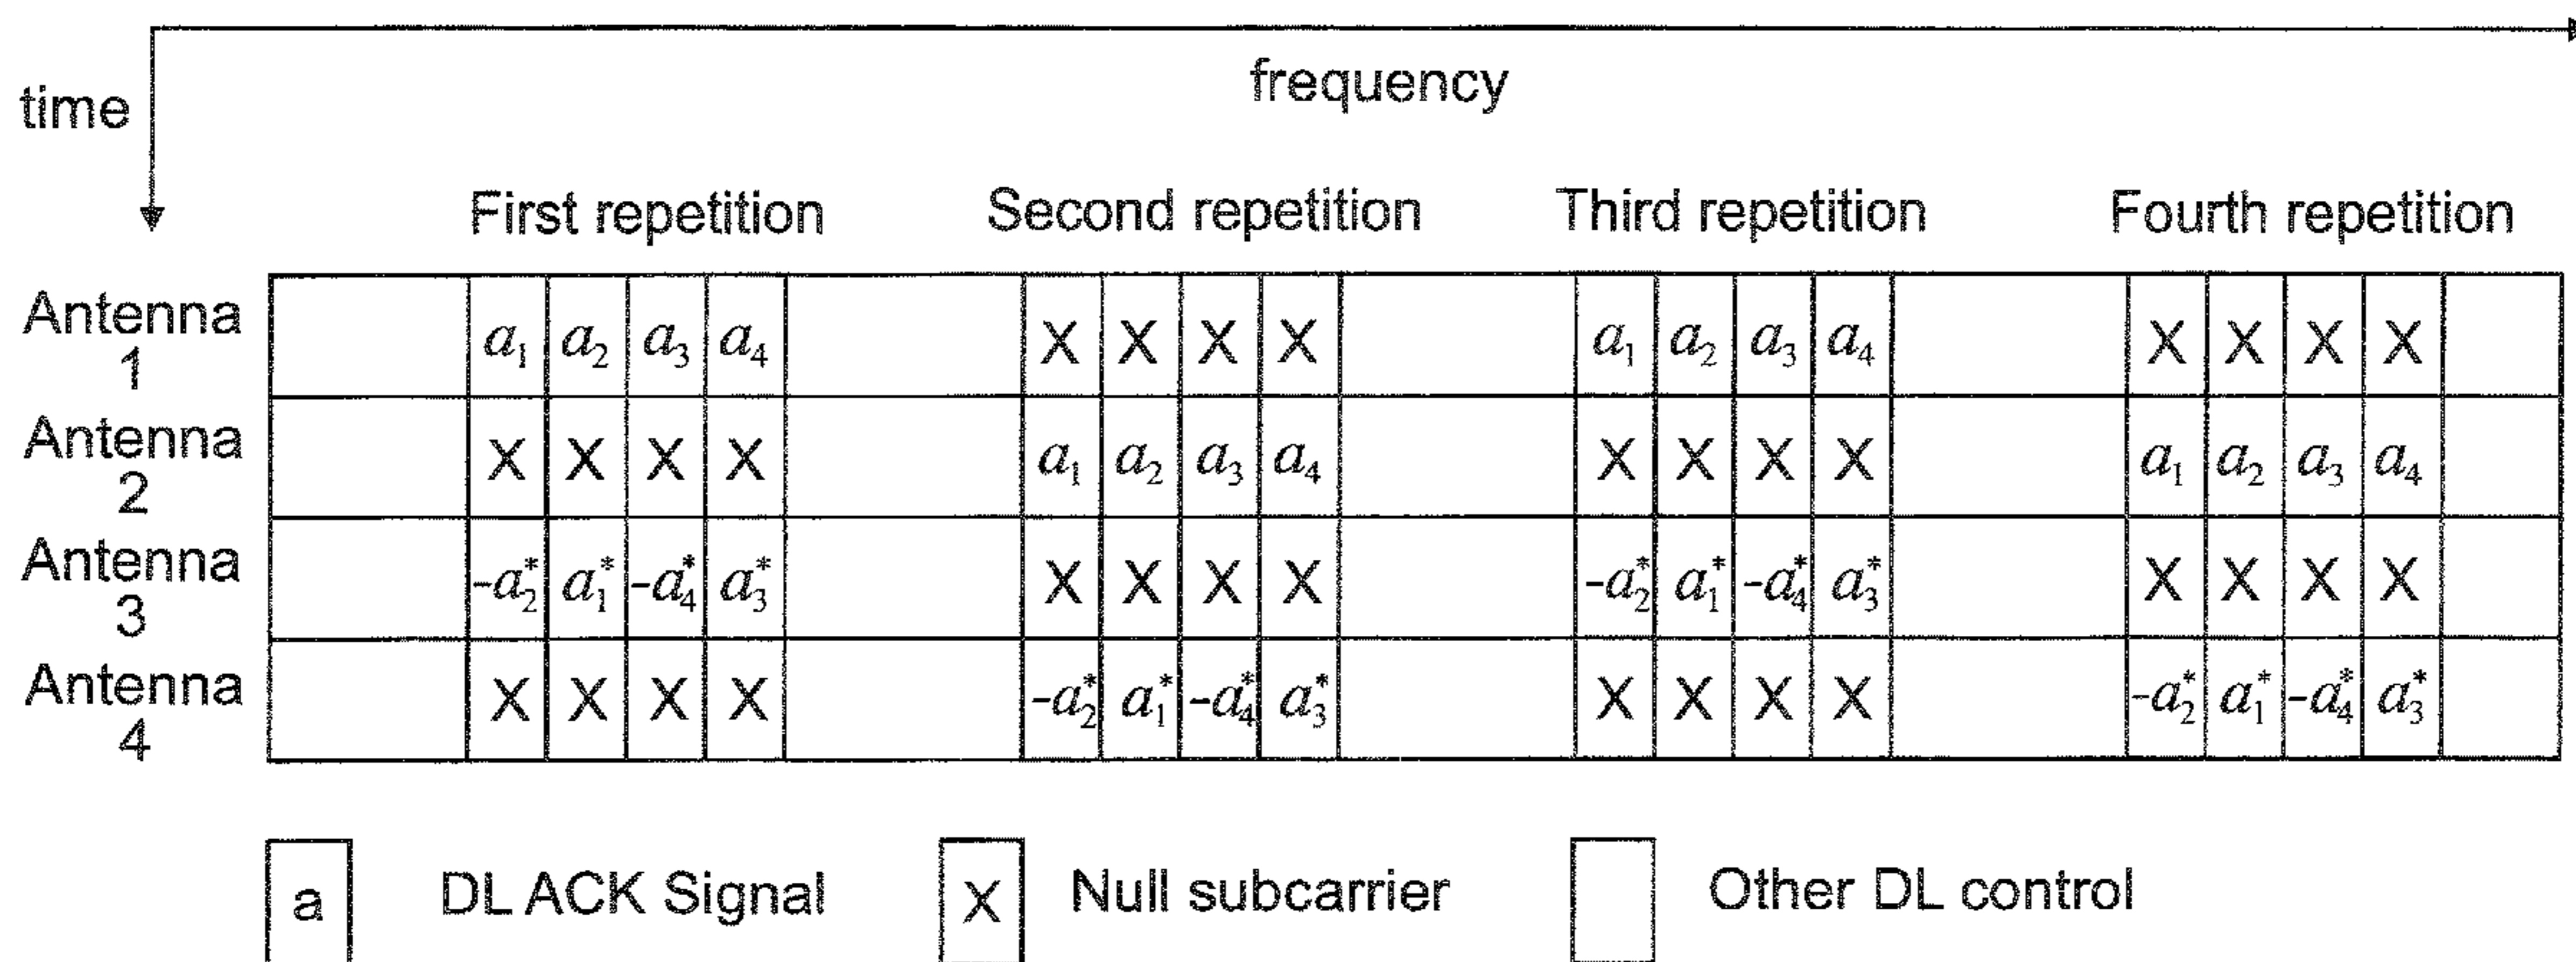 frequency
time
First repetition Second repetition Third repetition Fourth repetition
Antenna 1 a₁ a₂ a₃ a₄ X X X X a₁ a₂ a₃ a₄ X X X X
Antenna 2 X X X X a₁ a₂ a₃ a₄ X X X X a₁ a₂ a₃ a₄
Antenna 3 -a₂* a₁* -a₄* a₃* X X X X -a₂* a₁* -a₄* a₃* X X X X
Antenna 4 X X X X -a₂* a₁* -a₄* a₃* X X X X -a₂* a₁* -a₄* a₃*
a DL ACK Signal X Null subcarrier Other DL control